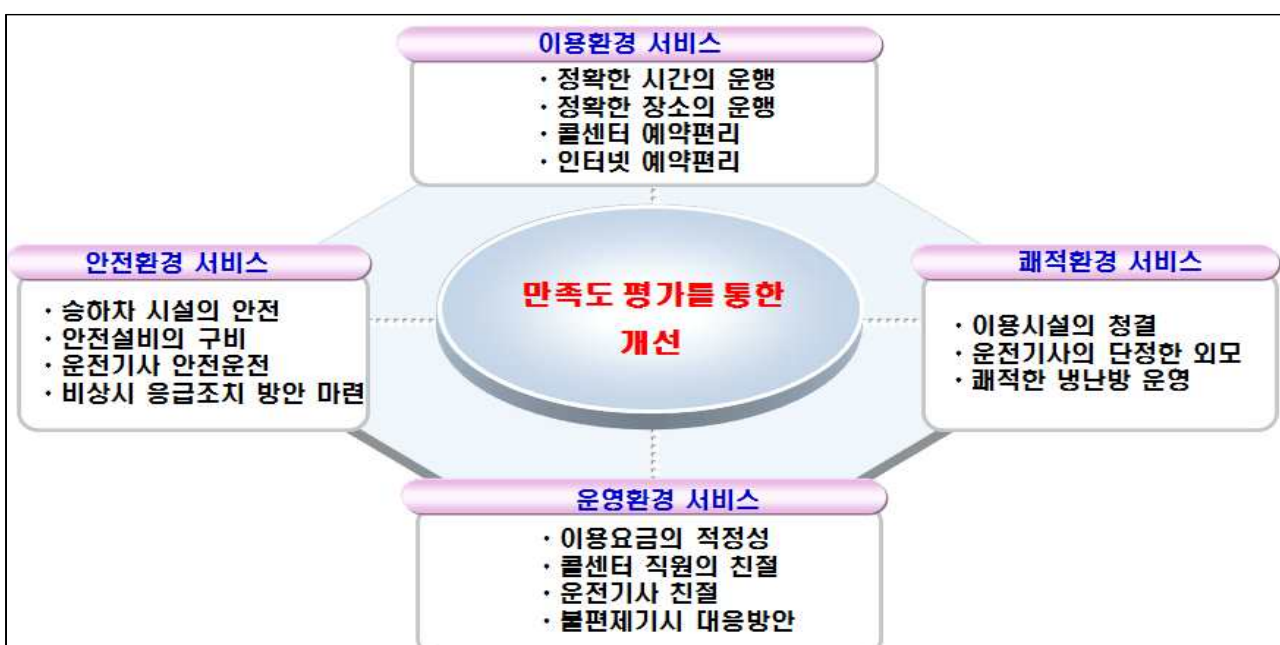 이용환경 서비스
· 정확한 시간의 운행
· 정확한 장소의 운행
· 콜센터 예약편리
· 인터넷 예약편리
안전환경 서비스
· 승하차 시설의 안전
· 안전설비의 구비
· 운전기사 안전운전
· 비상시 응급조치 방안 마련
만족도 평가를 통한
개선
쾌적환경 서비스
· 이용시설의 청결
· 운전기사의 단정한 외모
· 쾌적한 냉난방 운영
운영환경 서비스
· 이용요금의 적정성
· 콜센터 직원의 친절
· 운전기사 친절
· 불편제기시 대응방안